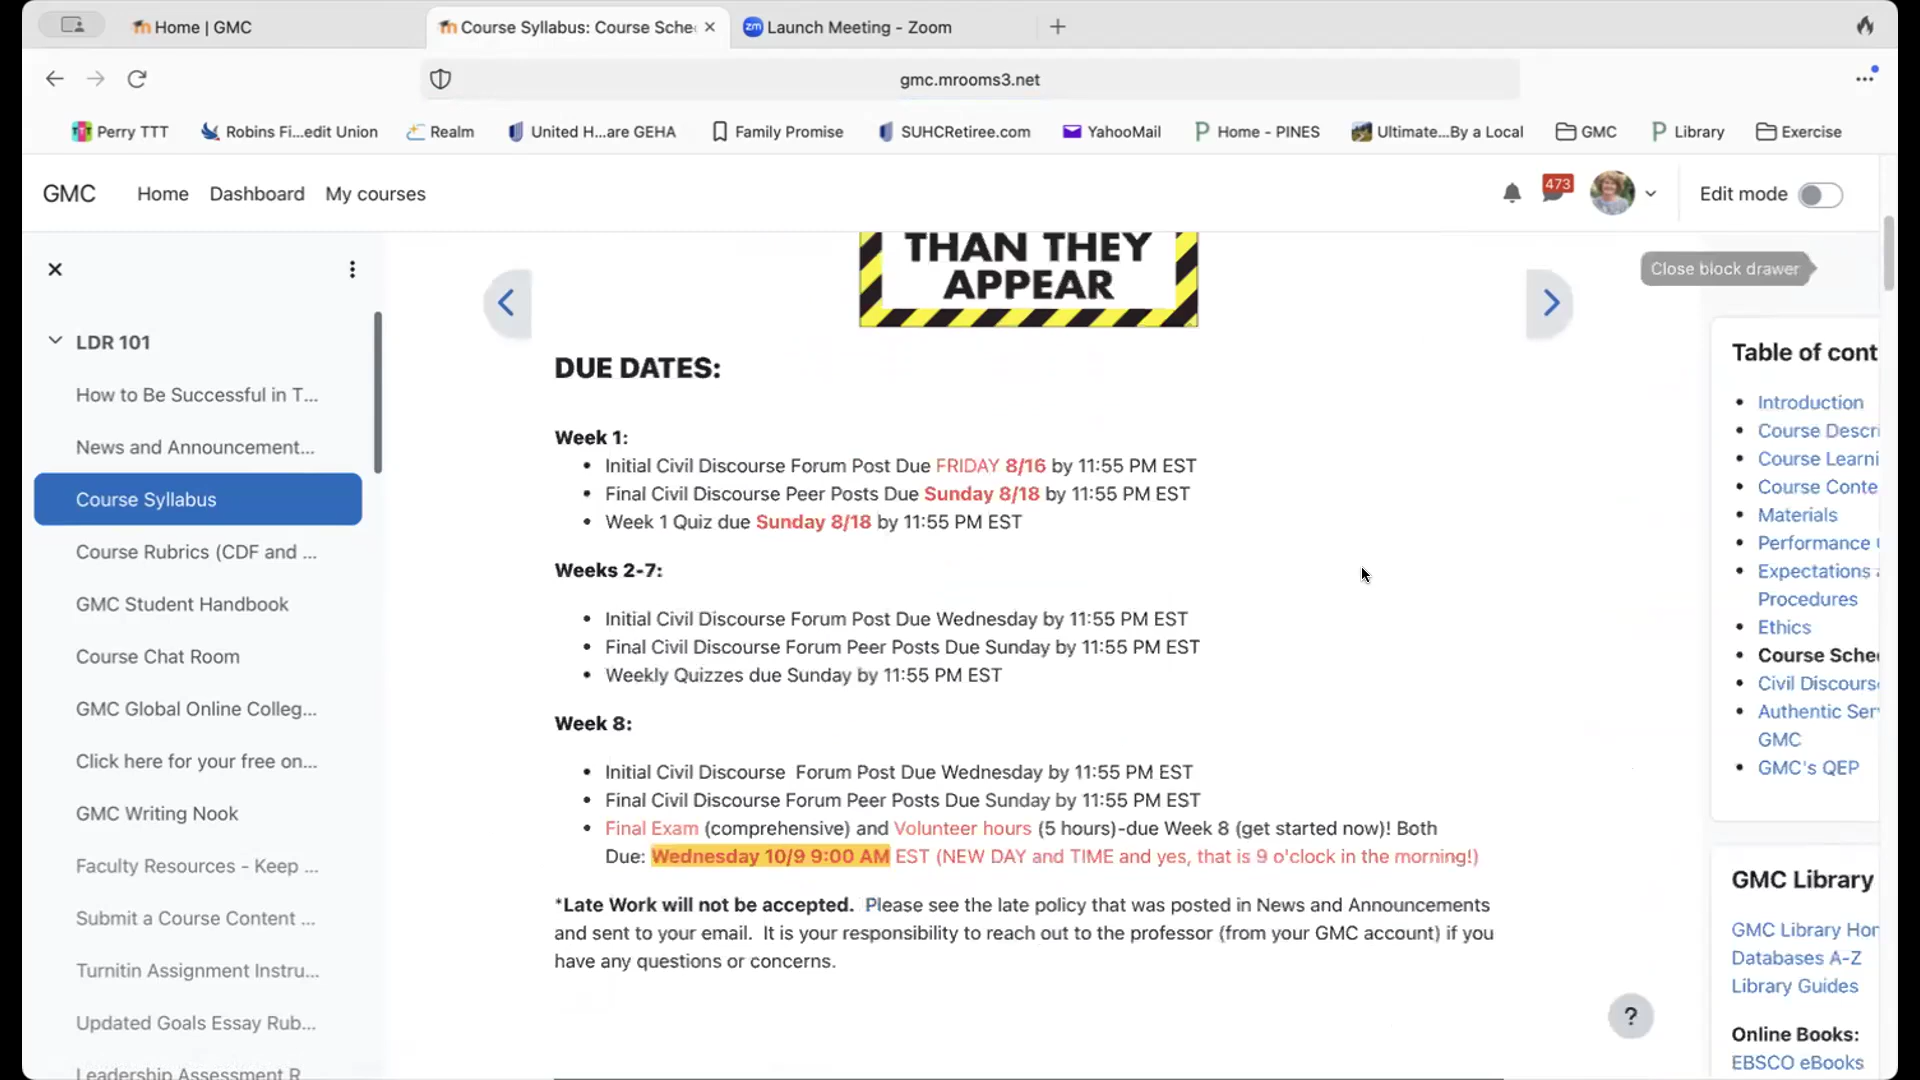 Home | GMC
Course Syllabus: Course Sche
Launch Meeting - Zoom
gmc.mrooms3.net
Perry TTT
Robins Fi...edit Union
Realm
United H...are GEHA
Family Promise
SUHCRetiree.com
YahooMail
Home - PINES
Ultimate...By a Local
GMC
Library
Exercise
GMC
Home
Dashboard
My courses
473
Edit mode
Close block drawer
LDR 101
How to Be Successful in T...
News and Announcement...
Course Syllabus
Course Rubrics (CDF and ...
GMC Student Handbook
Course Chat Room
GMC Global Online Colleg...
Click here for your free on...
GMC Writing Nook
Faculty Resources - Keep ...
Submit a Course Content ...
Turnitin Assignment Instru...
Updated Goals Essay Rub...
Leadership Assessment R
THAN THEY
APPEAR
DUE DATES:
Week 1:
• Initial Civil Discourse Forum Post Due FRIDAY 8/16 by 11:55 PM EST
• Final Civil Discourse Peer Posts Due Sunday 8/18 by 11:55 PM EST
• Week 1 Quiz due Sunday 8/18 by 11:55 PM EST
Weeks 2-7:
• Initial Civil Discourse Forum Post Due Wednesday by 11:55 PM EST
• Final Civil Discourse Forum Peer Posts Due Sunday by 11:55 PM EST
• Weekly Quizzes due Sunday by 11:55 PM EST
Week 8:
• Initial Civil Discourse  Forum Post Due Wednesday by 11:55 PM EST
• Final Civil Discourse Forum Peer Posts Due Sunday by 11:55 PM EST
• Final Exam (comprehensive) and Volunteer hours (5 hours)-due Week 8 (get started now)! Both
Due: Wednesday 10/9 9:00 AM EST (NEW DAY and TIME and yes, that is 9 o'clock in the morning!)
*Late Work will not be accepted.  Please see the late policy that was posted in News and Announcements
and sent to your email.  It is your responsibility to reach out to the professor (from your GMC account) if you
have any questions or concerns.
?
Table of cont
• Introduction
• Course Descri
• Course Learni
• Course Conte
• Materials
• Performance
• Expectations
Procedures
• Ethics
• Course Sche
• Civil Discourse
• Authentic Ser
GMC
• GMC's QEP
GMC Library
GMC Library Hor
Databases A-Z
Library Guides
Online Books:
EBSCO eBooks